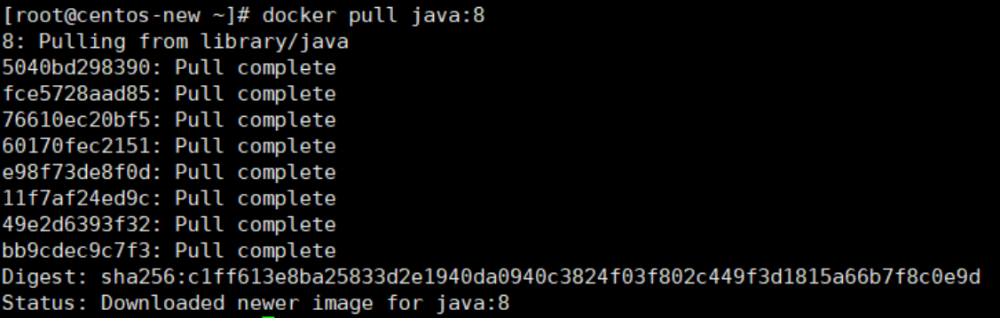 [root@centos-new ~]# docker pull java:8
8: Pulling from library/java
5040bd298390: Pull complete
fce5728aad85: Pull complete
76610ec20bf5: Pull complete
60170fec2151: Pull complete
e98f73de8f0d: Pull complete
11f7af24ed9c: Pull complete
49e2d6393f32: Pull complete
bb9cdec9c7f3: Pull complete
Digest: sha256:c1ff613e8ba25833d2e1940da0940c3824f03f802c449f3d1815a66b7f8c0e9d
Status: Downloaded newer image for java:8